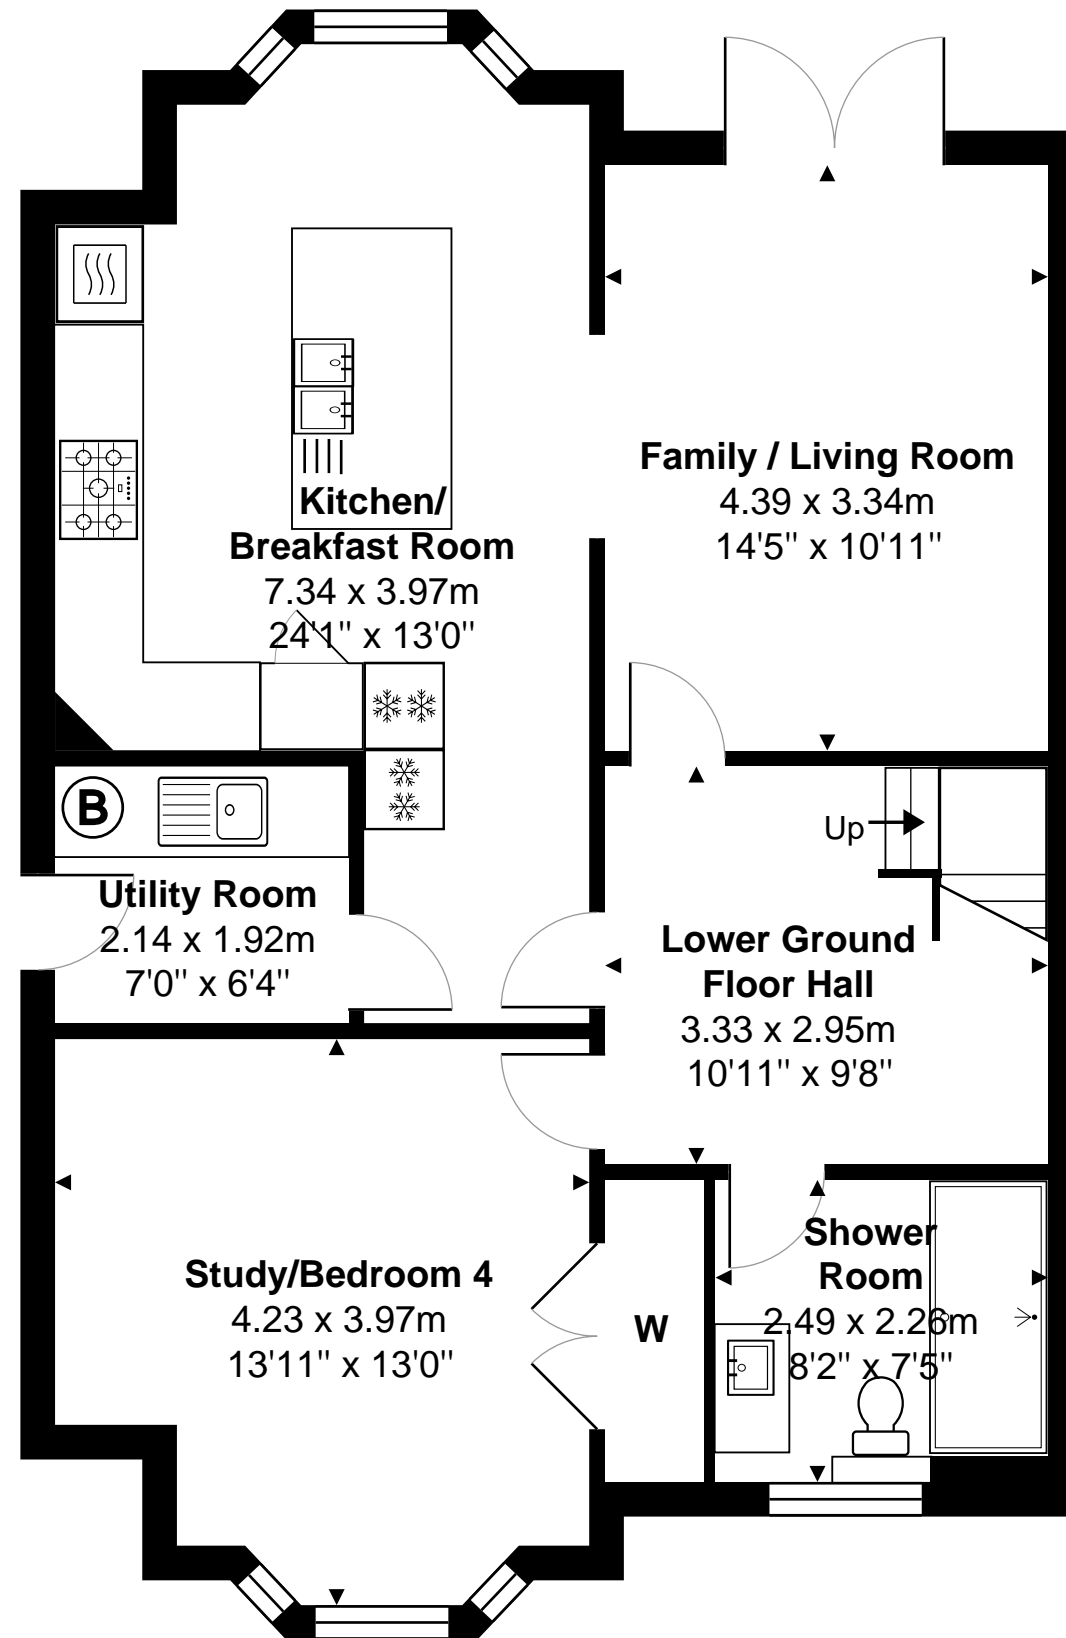 Kitchen/
Breakfast Room
7.34 x 3.97m
24'1" x 13'0"
Family / Living Room
4.39 x 3.34m
14'5" x 10'11"
B
Utility Room
2.14 x 1.92m
7'0" x 6'4"
Up
Lower Ground
Floor Hall
3.33 x 2.95m
10'11" x 9'8"
Study/Bedroom 4
4.23 x 3.97m
13'11" x 13'0"
W
Shower
Room
2.49 x 2.26m
8'2" x 7'5"